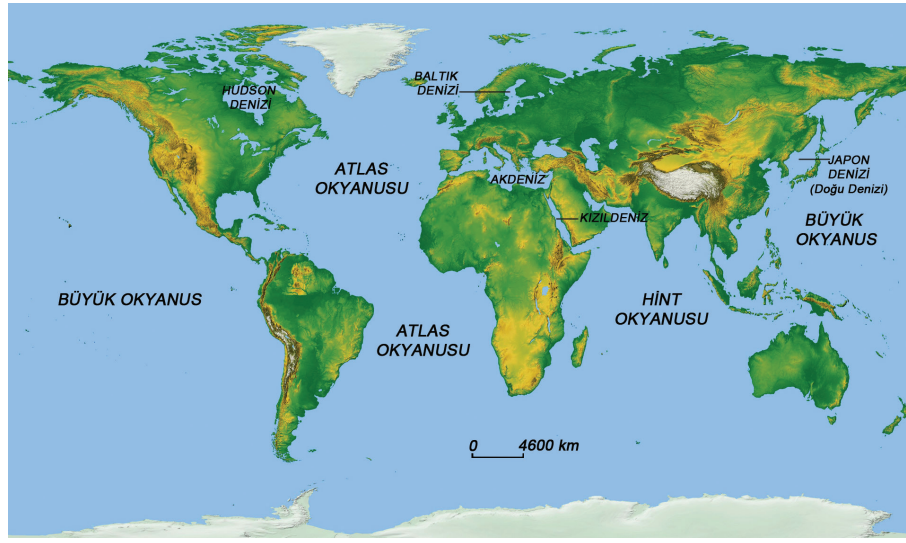 HUDSON
DENİZİ
BALTIK
DENİZİ
ATLAS
OKYANUSU
AKDENİZ
JAPON
DENİZİ
(Doğu Denizi)
KIZILDENİZ
BÜYÜK
OKYANUS
BÜYÜK OKYANUS
HİNT
OKYANUSU
ATLAS
OKYANUSU
0 4600 km